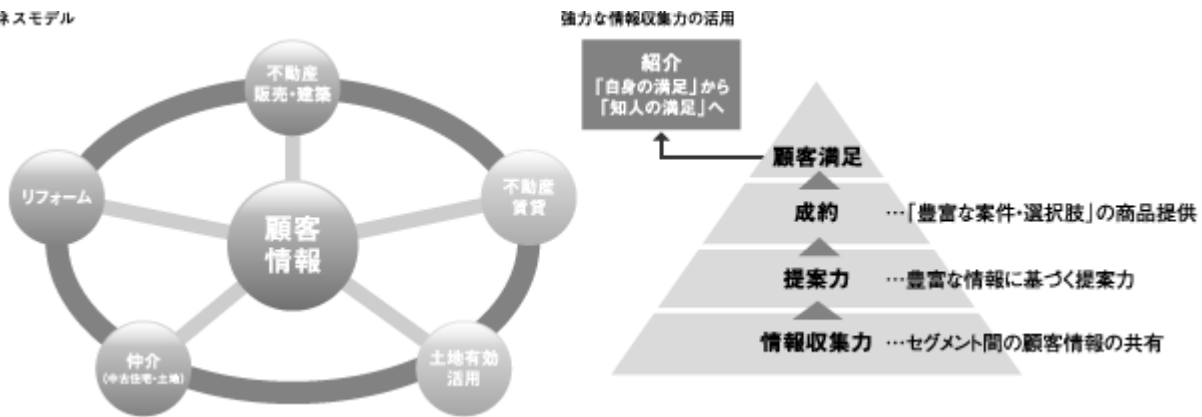 ネスモデル
不動産
販売・建築
リフォーム
不動産
賃貸
顧客
情報
仲介
(中古住宅・土地)
土地有効
活用
強力な情報収集力の活用
紹介
「自身の満足」から
「知人の満足」へ
顧客満足
成約 …「豊富な案件・選択肢」の商品提供
提案力 …豊富な情報に基づく提案力
情報収集力 …セグメント間の顧客情報の共有